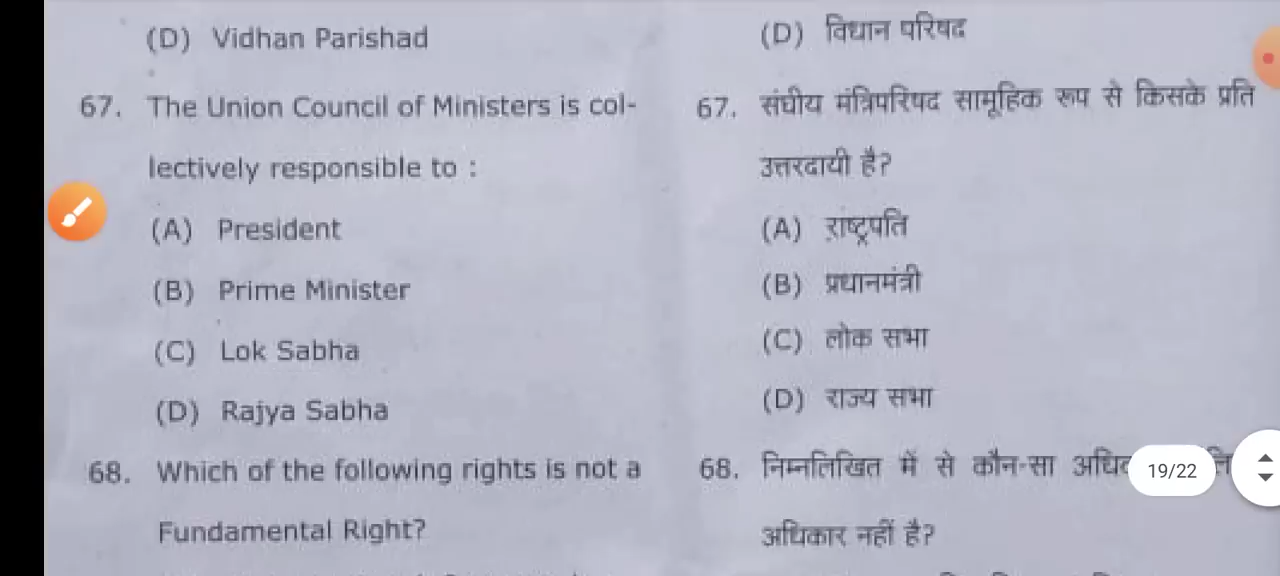 (D) Vidhan Parishad
67. The Union Council of Ministers is col-
lectively responsible to :
(A) President
(B) Prime Minister
(C) Lok Sabha
(D) Rajya Sabha
68. Which of the following rights is not a
Fundamental Right?
(D) विधान परिषद
67. संघीय मंत्रिपरिषद सामूहिक रूप से किसके प्रति
उत्तरदायी है?
(A) राष्ट्रपति
(B) प्रधानमंत्री
(C) लोक सभा
(D) राज्य सभा
68. निम्नलिखित में से कौन-सा
अधिकार नहीं है?
19/22